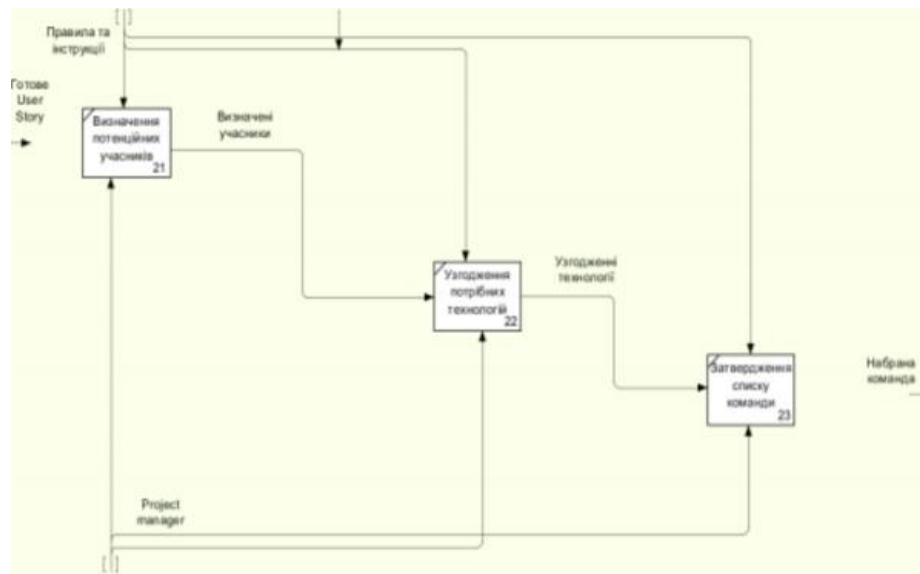 Правила та
інструкції
Готове
User
Story
Визначення
потенційних
учасників
21
Визначені
учасники
Узгодження
потрібних
технологій
22
Узгодженні
технології
Затвердження
списку
команди
23
Набрана
команда
Project
manager